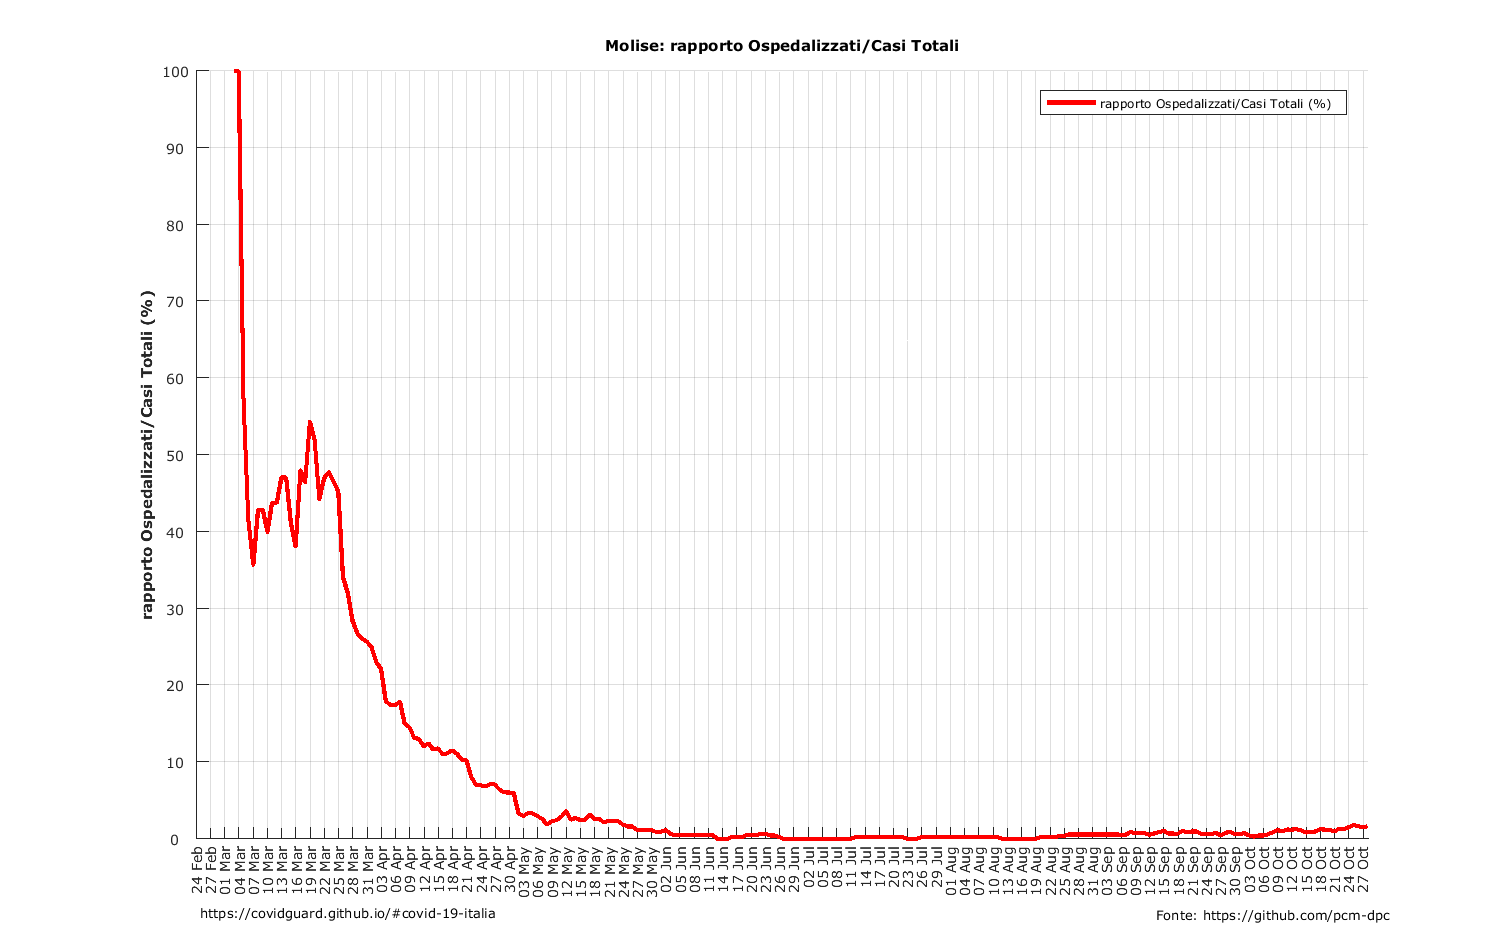 Molise: rapporto Ospedalizzati/Casi Totali
rapporto Ospedalizzati/Casi Totali (%)
rapporto Ospedalizzati/Casi Totali (%)
100
90
80
70
60
50
40
30
20
10
0
24 Feb
27 Feb
01 Mar
04 Mar
07 Mar
10 Mar
13 Mar
16 Mar
19 Mar
22 Mar
25 Mar
28 Mar
31 Mar
03 Apr
06 Apr
09 Apr
12 Apr
15 Apr
18 Apr
21 Apr
24 Apr
27 Apr
30 Apr
03 May
06 May
09 May
12 May
15 May
18 May
21 May
24 May
27 May
30 May
02 Jun
05 Jun
08 Jun
11 Jun
14 Jun
17 Jun
20 Jun
23 Jun
26 Jun
29 Jun
02 Jul
05 Jul
08 Jul
11 Jul
14 Jul
17 Jul
20 Jul
23 Jul
26 Jul
29 Jul
01 Aug
04 Aug
07 Aug
10 Aug
13 Aug
16 Aug
19 Aug
22 Aug
25 Aug
28 Aug
31 Aug
03 Sep
06 Sep
09 Sep
12 Sep
15 Sep
18 Sep
21 Sep
24 Sep
27 Sep
30 Sep
03 Oct
06 Oct
09 Oct
12 Oct
15 Oct
18 Oct
21 Oct
24 Oct
27 Oct
https://covidguard.github.io/#covid-19-italia
Fonte: https://github.com/pcm-dpc